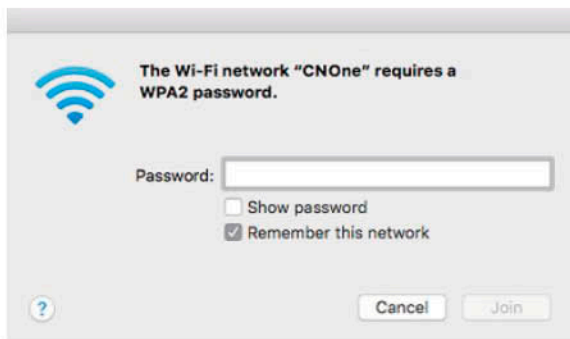 The Wi-Fi network “CNOne” requires a
WPA2 password.
Password:
Show password
Remember this network
?
Cancel
Join